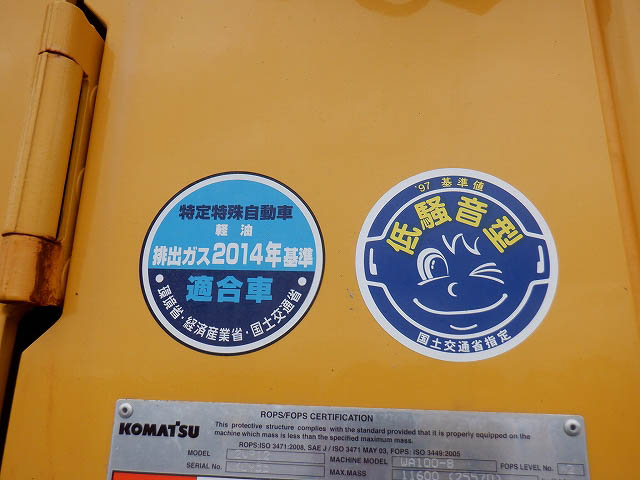 特定特殊自動車
軽油
排出ガス2014年基準
適合車
環境省・経済産業省・国土交通省
'97 基準値
低騒音型
国土交通省指定
KOMATSU
ROPS/FOPS CERTIFICATION
This protective structure complies with the standard provided that it is properly equipped on the
machine which mass is less than the specified maximum mass.
ROPS:ISO 3471:2008, SAE J / ISO 3471 MAY 03, FOPS: ISO 3449:2005
MODEL
MACHINE MODEL WA100-8
FOPS LEVEL No. 2
SERIAL No.
MAX.MASS 11600 (25570)